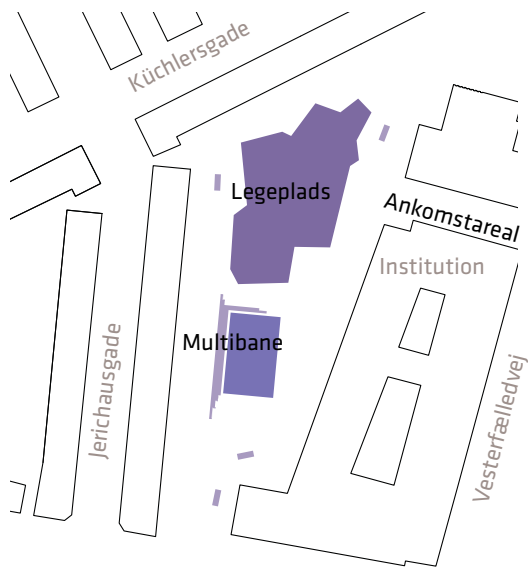 Küchlersgade
Legeplads
Ankomstareal
Institution
Multibane
Jerichausgade
Vesterfælledvej